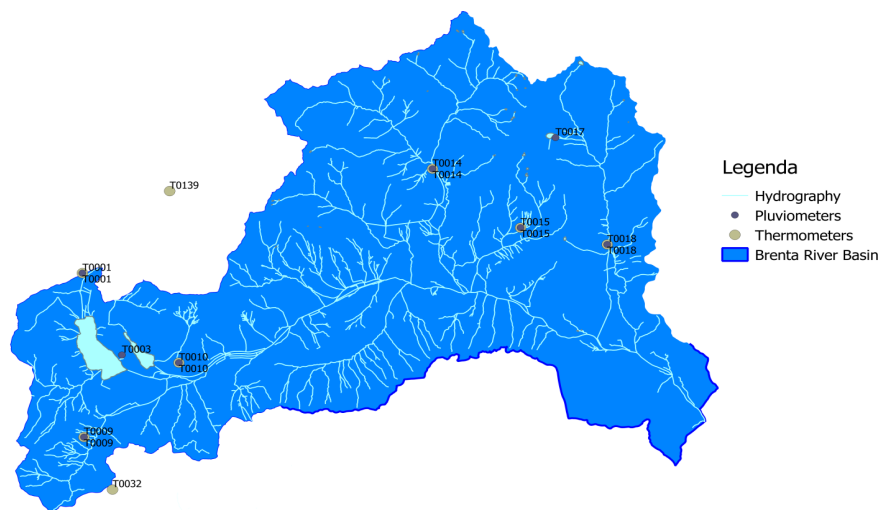 T0017
T0014
T0014
T0139
T0015
T0015
T0018
T0018
T0001
T0001
T0003
T0010
T0010
T0009
T0009
T0032
Legenda
Hydrography
Pluviometers
Thermometers
Brenta River Basin